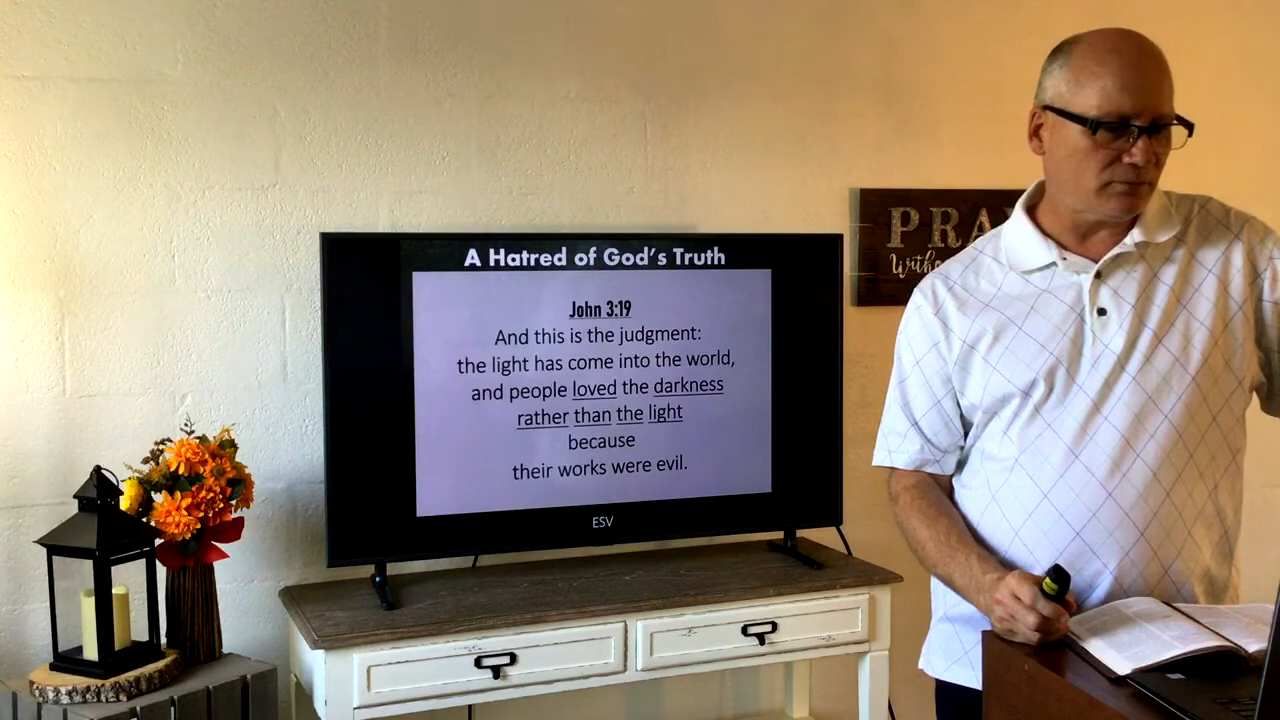 A Hatred of God's Truth
John 3:19
And this is the judgment:
the light has come into the world,
and people loved the darkness
rather than the light
because
their works were evil.
ESV